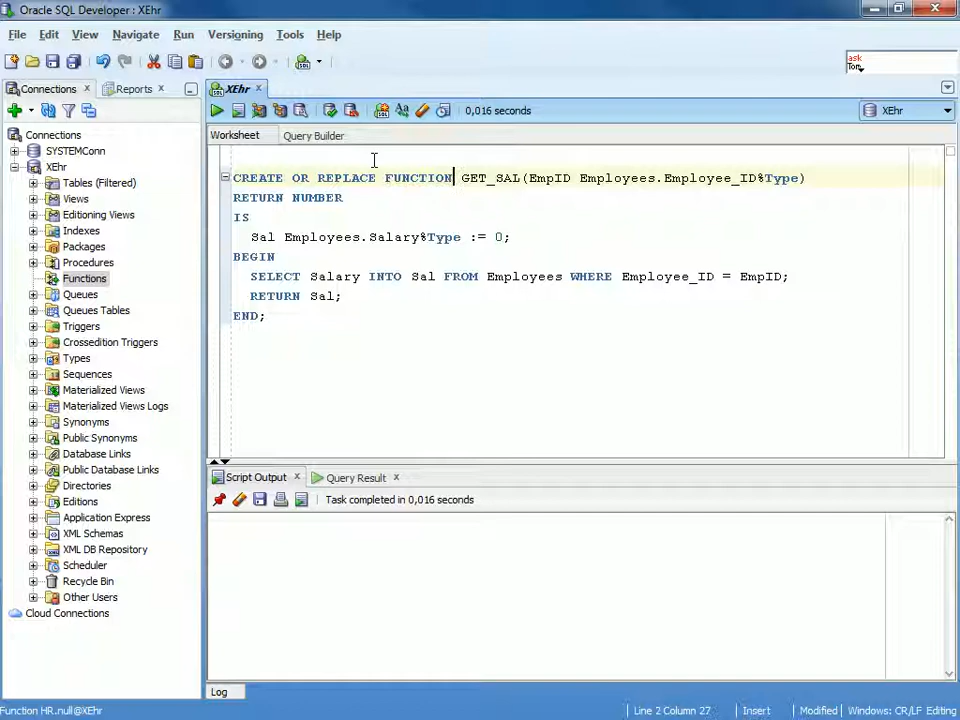 Oracle SQL Developer : XEhr
File Edit View Navigate Run Versioning Tools Help
ask
Tom
Connections
Reports
XEhr
0,016 seconds
XEhr
Worksheet
Query Builder
Connections
SYSTEMConn
XEhr
Tables (Filtered)
Views
Editioning Views
Indexes
Packages
Procedures
Functions
Queues
Queues Tables
Triggers
Crossedition Triggers
Types
Sequences
Materialized Views
Materialized Views Logs
Synonyms
Public Synonyms
Database Links
Public Database Links
Directories
Editions
Application Express
XML Schemas
XML DB Repository
Scheduler
Recycle Bin
Other Users
Cloud Connections
CREATE OR REPLACE FUNCTION GET_SAL(EmpID Employees.Employee_ID%Type)
RETURN NUMBER
IS
Sal Employees.Salary%Type := 0;
BEGIN
SELECT Salary INTO Sal FROM Employees WHERE Employee_ID = EmpID;
RETURN Sal;
END;
Script Output
Query Result
Task completed in 0,016 seconds
Log
Function HR.null@XEhr
Line 2 Column 27
Insert
Modified
Windows: CR/LF
Editing